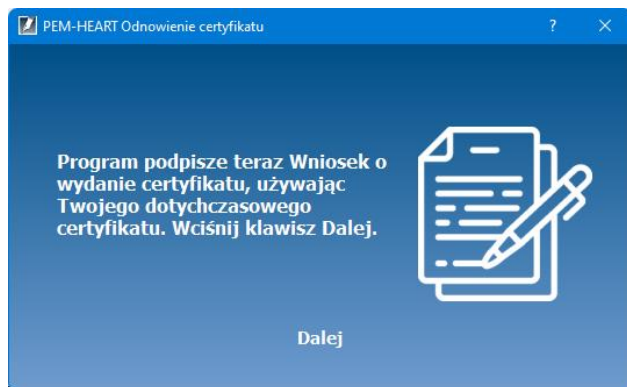 PEM-HEART Odnowienie certyfikatu ? ×
Program podpisze teraz Wniosek o
wydanie certyfikatu, używając
Twojego dotychczasowego
certyfikatu. Wciśnij klawisz Dalej.
Dalej